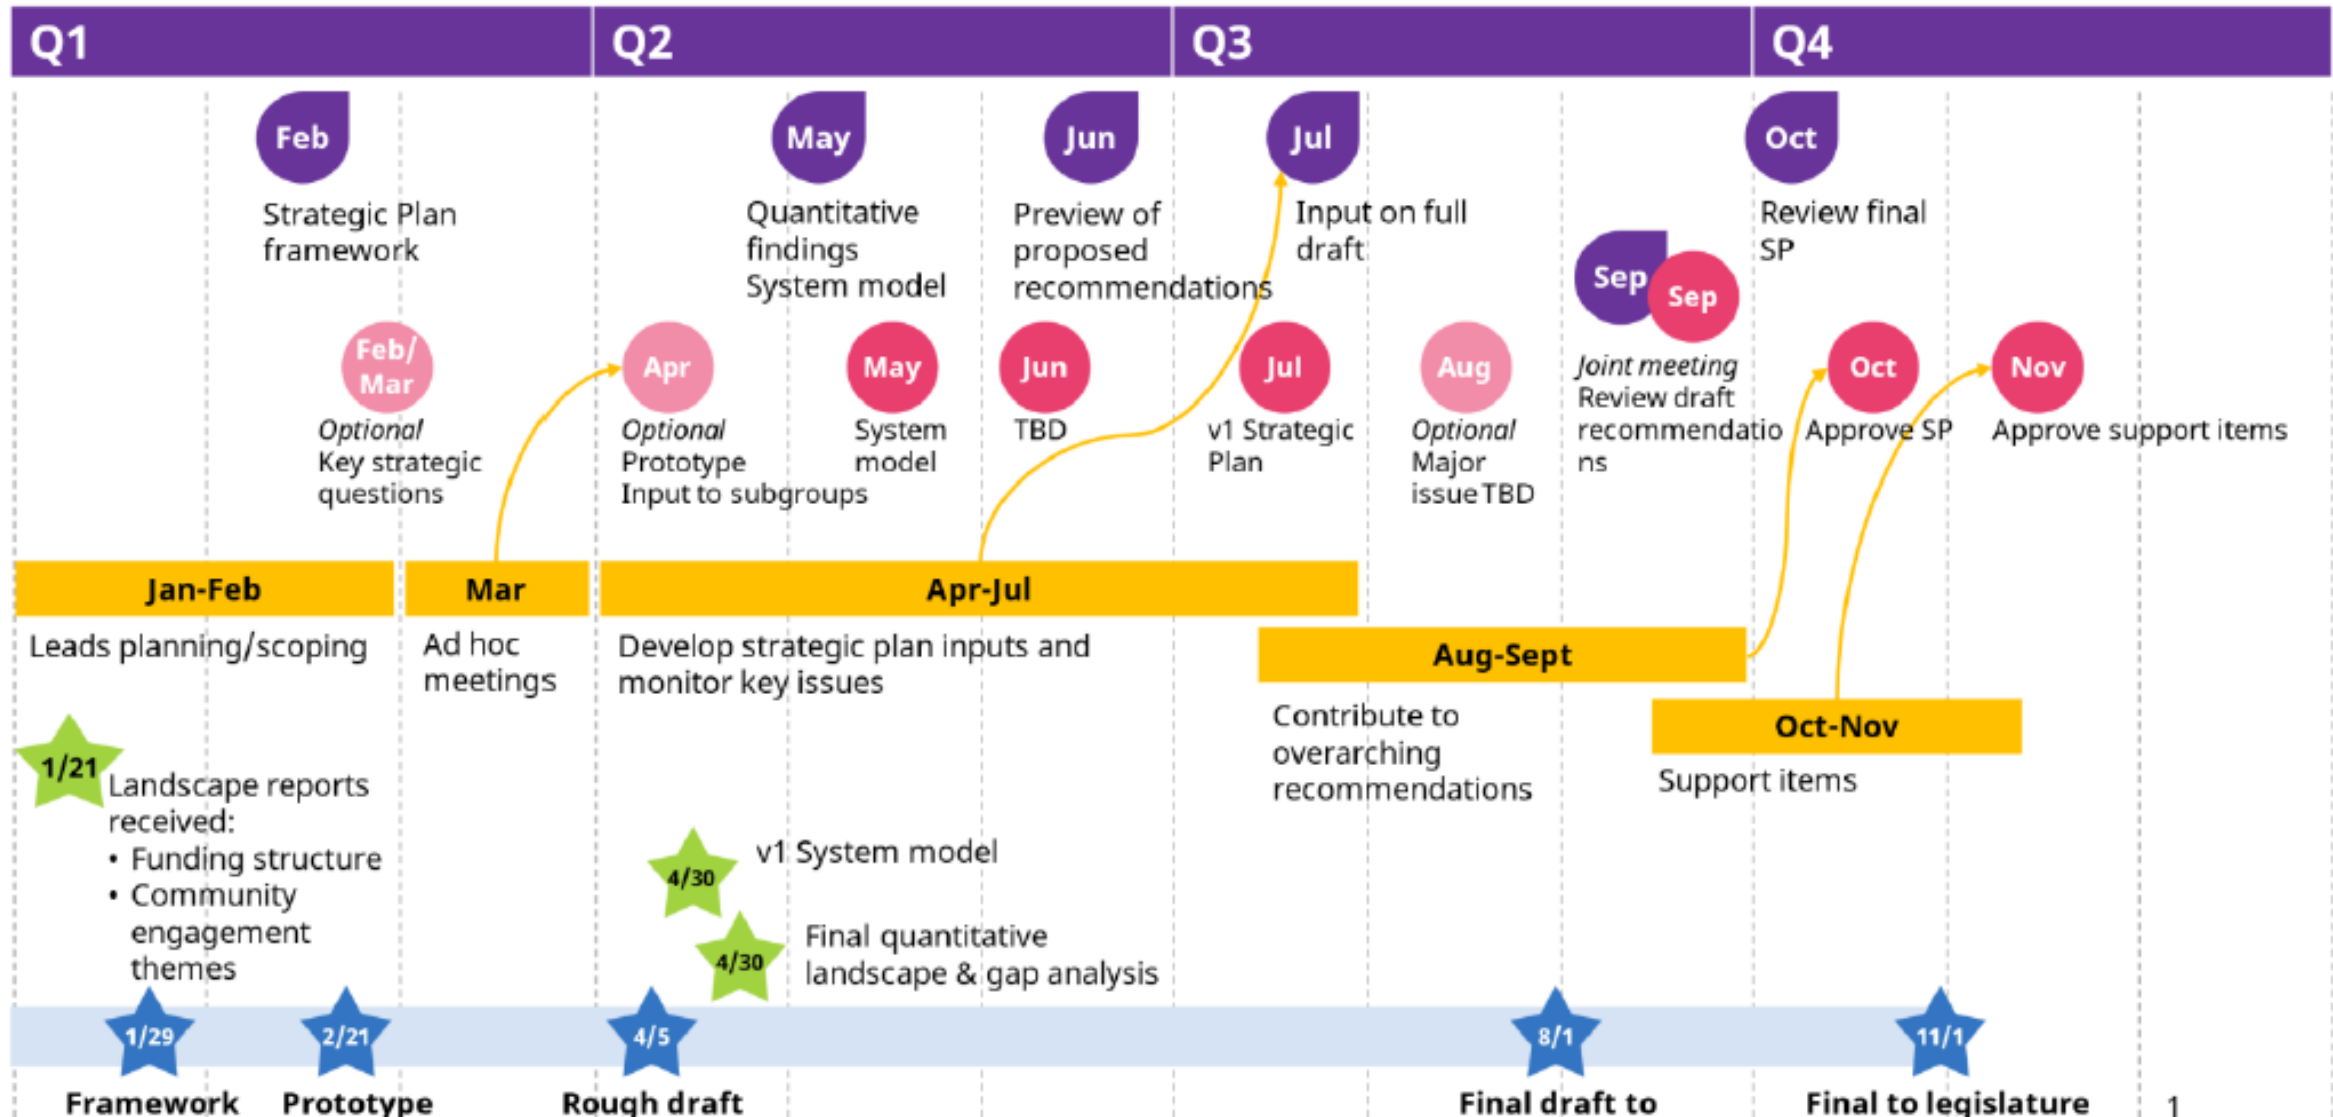 Q1
Q2
Q3
Q4
Feb
May
Jun
Jul
Oct
Strategic Plan
framework
Quantitative
findings
System model
Preview of
proposed
recommendations
Input on full
draft
Review final
SP
Sep
Sep
Feb/
Mar
Apr
May
Jun
Jul
Aug
Oct
Nov
Optional
Key strategic
questions
Optional
Prototype
Input to subgroups
System
model
TBD
v1 Strategic
Plan
Optional
Major
issue TBD
Joint meeting
Review draft
recommendatio
ns
Approve SP
Approve support items
Jan-Feb
Mar
Apr-Jul
Leads planning/scoping
Ad hoc
meetings
Develop strategic plan inputs and
monitor key issues
Aug-Sept
Contribute to
overarching
recommendations
Oct-Nov
Support items
1/21
Landscape reports
received:
• Funding structure
• Community
engagement
themes
4/30
v1 System model
4/30
Final quantitative
landscape & gap analysis
1/29
2/21
4/5
8/1
11/1
Framework
Prototype
Rough draft
Final draft to
Final to legislature
1